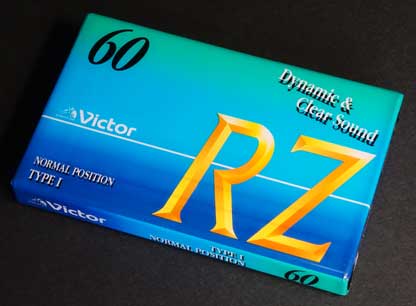 60
Dynamic &
Clear Sound
Victor
RZ
NORMAL POSITION
TYPE I
Victor
TYPE I
NORMAL POSITION
60